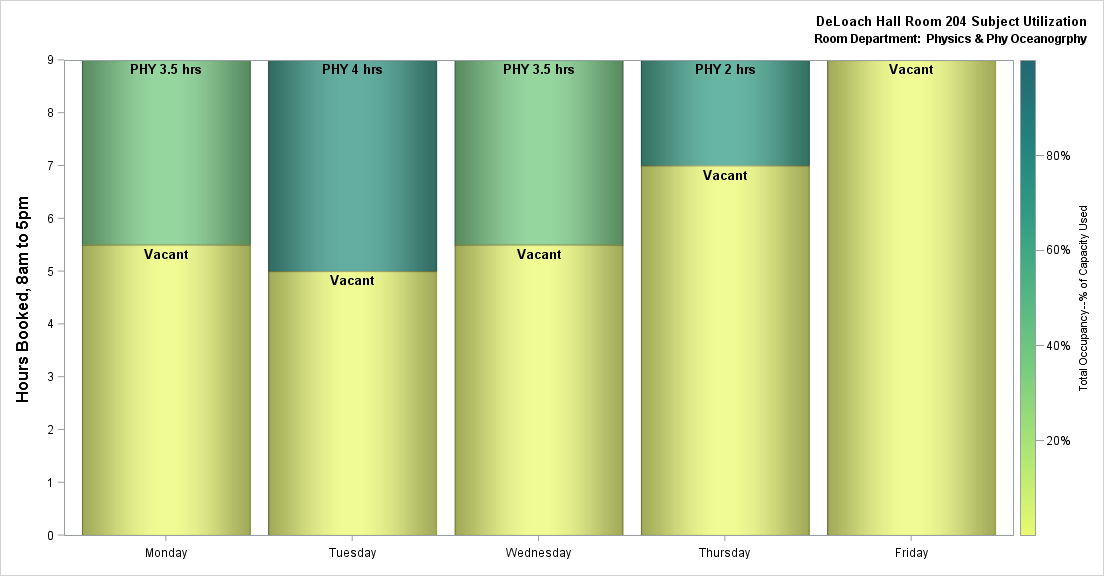 DeLoach Hall Room 204 Subject Utilization
Room Department:  Physics & Phy Oceanogrphy
Hours Booked, 8am to 5pm
9
8
7
6
5
4
3
2
1
0
PHY 3.5 hrs
Vacant
PHY 4 hrs
Vacant
PHY 3.5 hrs
Vacant
PHY 2 hrs
Vacant
Vacant
Monday
Tuesday
Wednesday
Thursday
Friday
80%
60%
40%
20%
Total Occupancy--% of Capacity Used